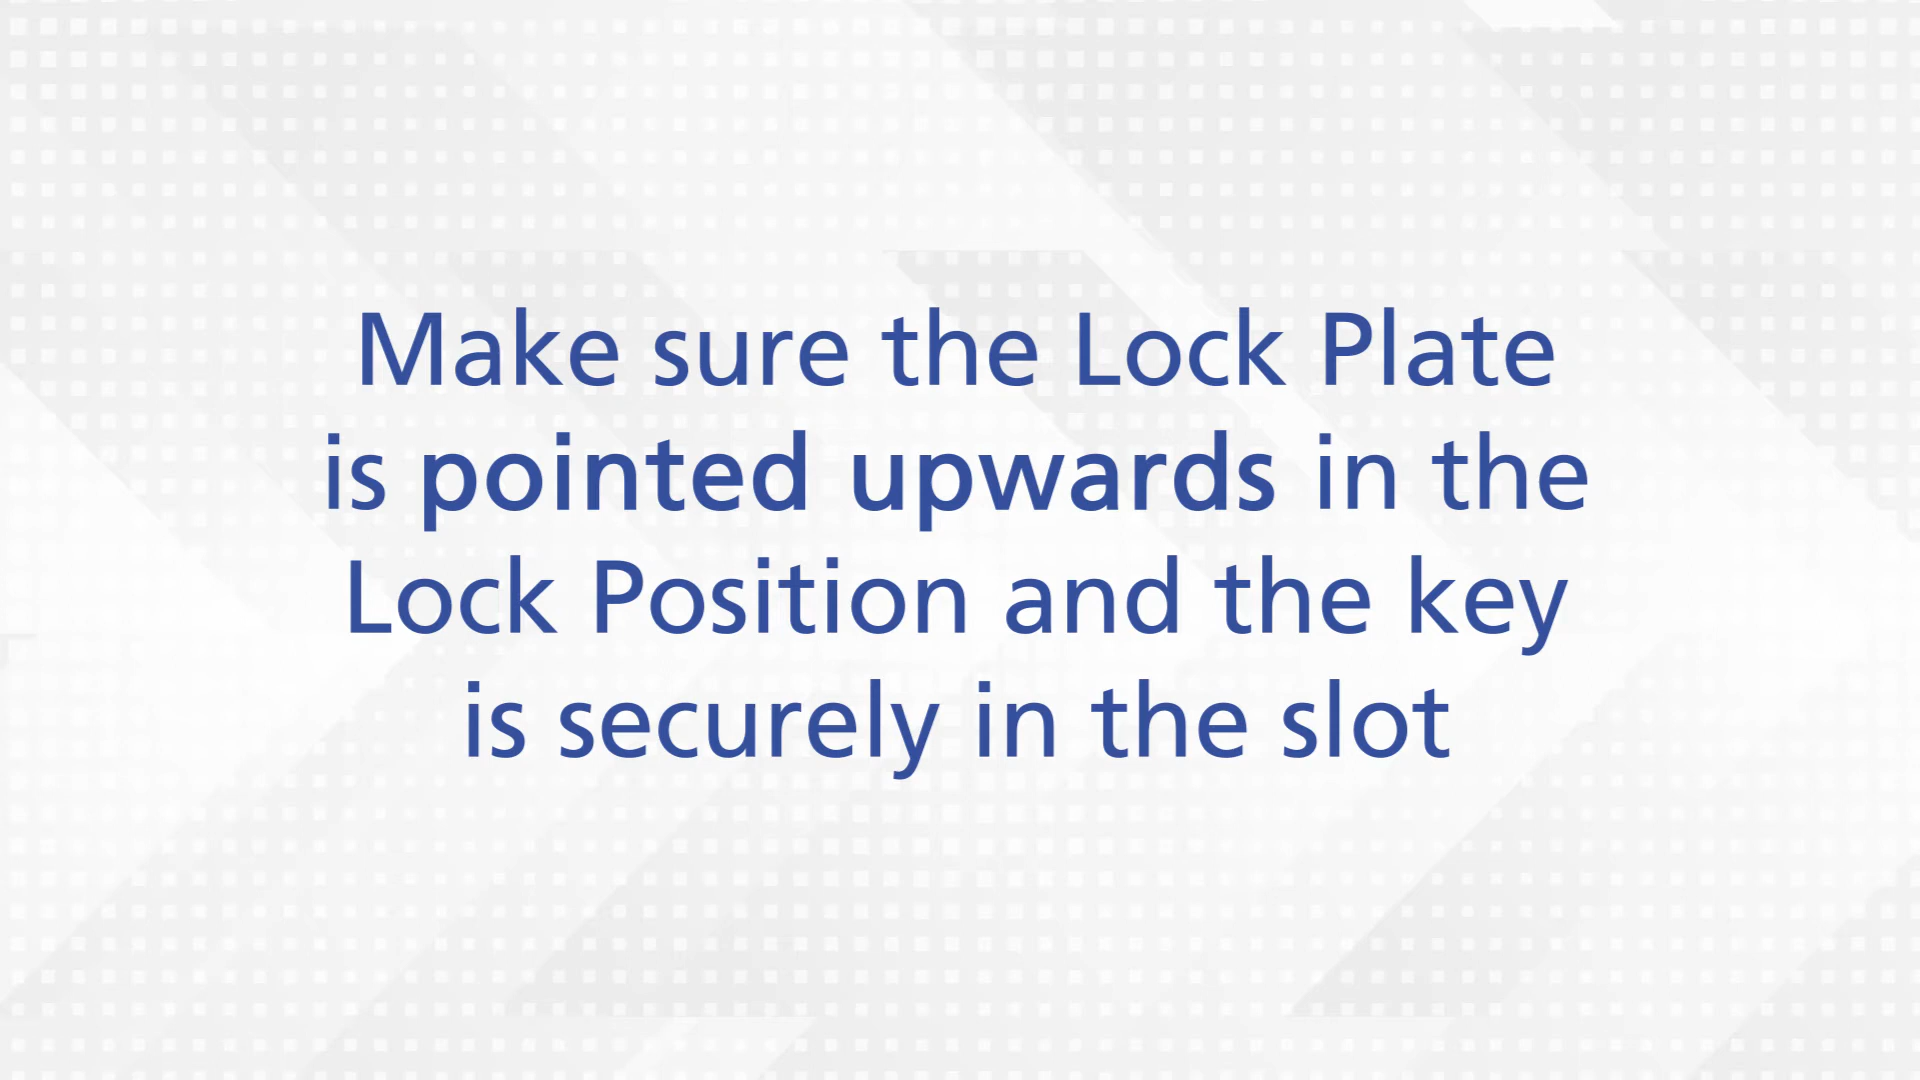 Make sure the Lock Plate
is pointed upwards in the
Lock Position and the key
is securely in the slot